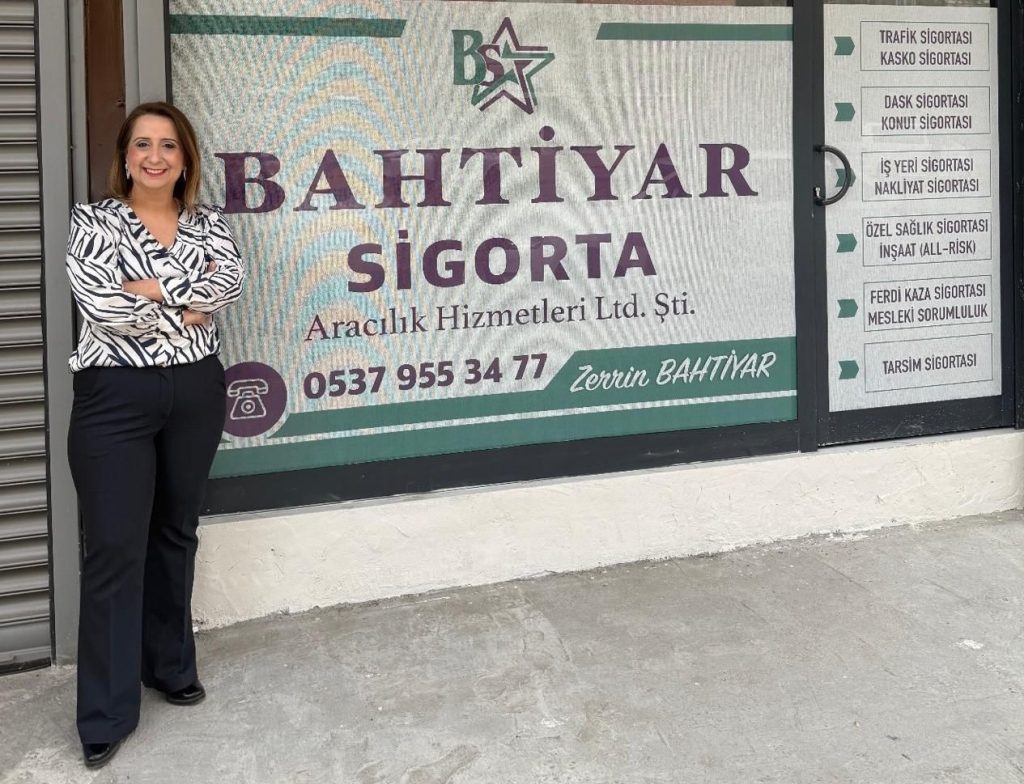 BS
BAHTİYAR
SİGORTA
Aracılık Hizmetleri Ltd. Şti.
0537 955 34 77
Zerrin BAHTİYAR
TRAFİK SİGORTASI
KASKO SİGORTASI
DASK SİGORTASI
KONUT SİGORTASI
İŞ YERİ SİGORTASI
NAKLİYAT SİGORTASI
ÖZEL SAĞLIK SİGORTASI
İNŞAAT (ALL-RISK)
FERDİ KAZA SİGORTASI
MESLEKİ SORUMLULUK
TARSİM SİGORTASI